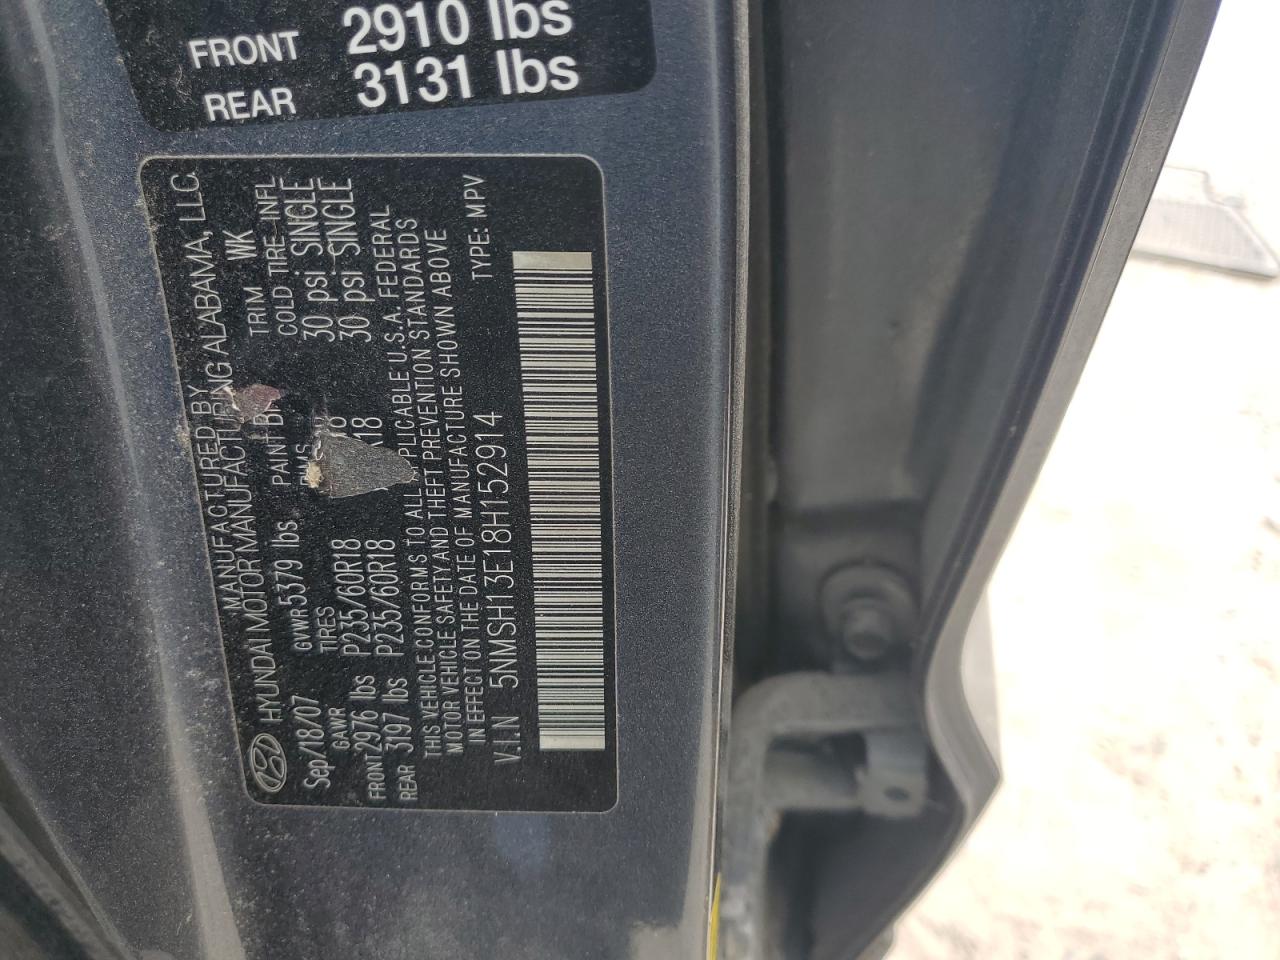 FRONT 2910 lbs
REAR 3131 lbs
MANUFACTURED BY
HYUNDAI MOTOR MANUFACTURING ALABAMA, LLC.
Sep/18/07 GVWR 5379 lbs PAINT TRIM WK
GAWR TIRES COLD TIRE INFL
FRONT 2976 lbs P235/60R18 30 psi SINGLE
REAR 3197 lbs P235/60R18 30 psi SINGLE
THIS VEHICLE CONFORMS TO ALL APPLICABLE U.S.A. FEDERAL
MOTOR VEHICLE SAFETY AND THEFT PREVENTION STANDARDS
IN EFFECT ON THE DATE OF MANUFACTURE SHOWN ABOVE
V.I.N 5NMSH13E18H152914 TYPE: MPV